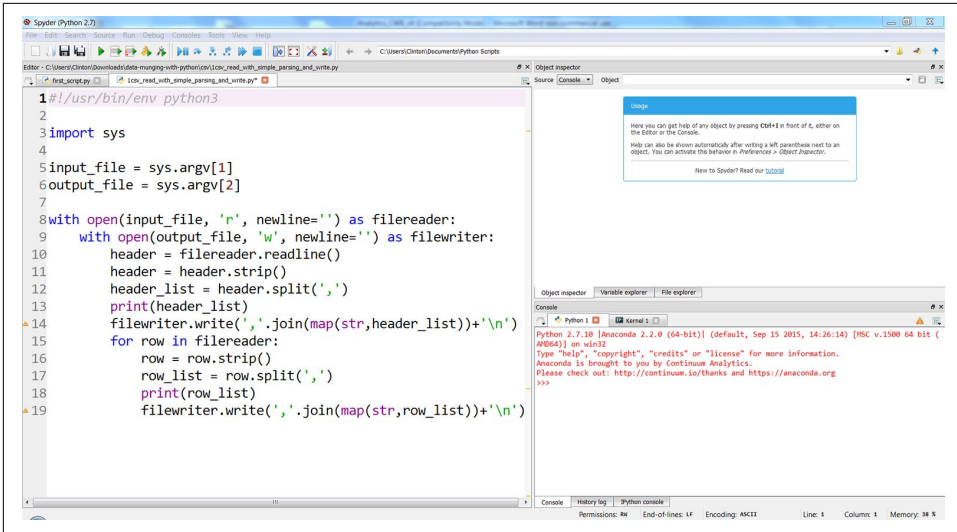 Spyder (Python 2.7)
File Edit Search Source Run Debug Consoles Tools View Help
C:\Users\Clinton\Documents\Python Scripts
Editor - C:\Users\Clinton\Downloads\data-munging-with-python\csv\1csv_read_with_simple_parsing_and_write.py
first_script.py 1csv_read_with_simple_parsing_and_write.py*
1 #!/usr/bin/env python3
2
3 import sys
4
5 input_file = sys.argv[1]
6 output_file = sys.argv[2]
7
8 with open(input_file, 'r', newline='') as filereader:
9     with open(output_file, 'w', newline='') as filewriter:
10         header = filereader.readline()
11         header = header.strip()
12         header_list = header.split(',')
13         print(header_list)
14         filewriter.write(','.join(map(str,header_list))+'\n')
15         for row in filereader:
16             row = row.strip()
17             row_list = row.split(',')
18             print(row_list)
19             filewriter.write(','.join(map(str,row_list))+'\n')
Object inspector
Source Console Object
Usage
Here you can get help of any object by pressing Ctrl+I in front of it, either on
the Editor or the Console.
Help can also be shown automatically after writing a left parenthesis next to an
object. You can activate this behavior in Preferences > Object Inspector.
New to Spyder? Read our tutorial
Object inspector Variable explorer File explorer
Console
Python 1 Kernel 1
Python 2.7.10 |Anaconda 2.2.0 (64-bit)| (default, Sep 15 2015, 14:26:14) [MSC v.1500 64 bit (
AMD64)] on win32
Type "help", "copyright", "credits" or "license" for more information.
Anaconda is brought to you by Continuum Analytics.
Please check out: http://continuum.io/thanks and https://anaconda.org
>>>
Console History log IPython console
Permissions: RW End-of-lines: LF Encoding: ASCII Line: 1 Column: 1 Memory: 38 %